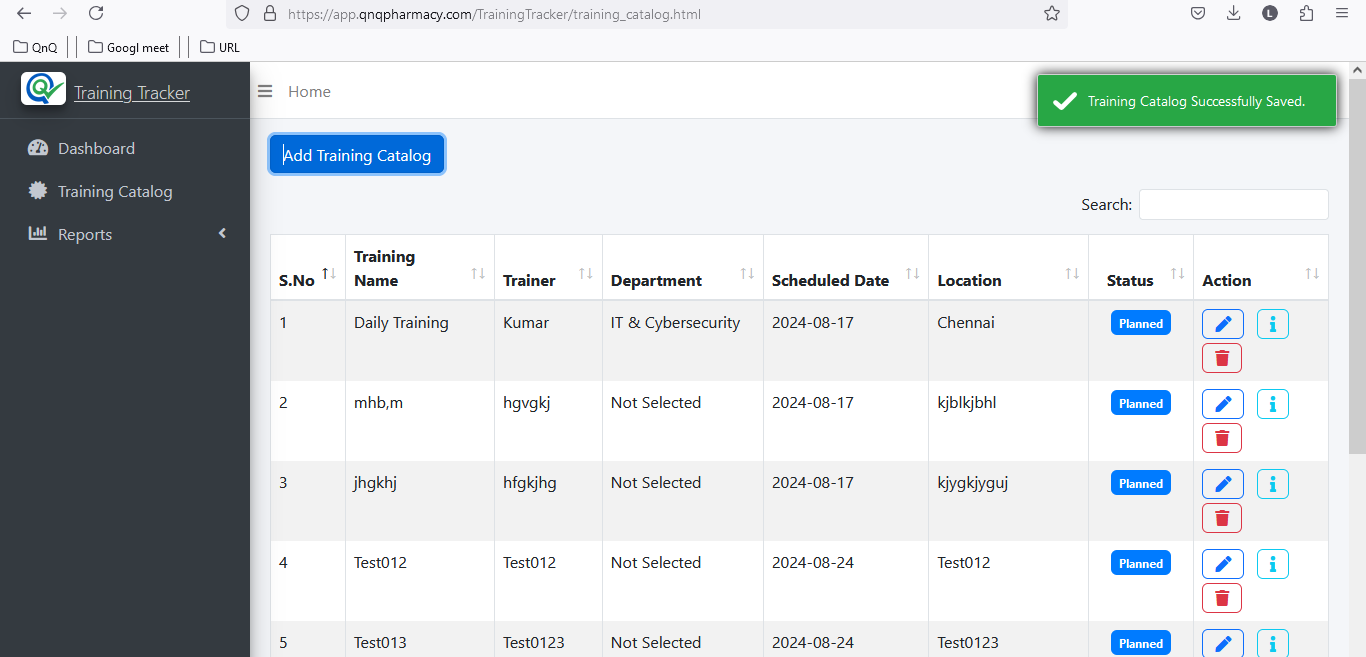 https://app.qnqpharmacy.com/TrainingTracker/training_catalog.html
L
QnQ Googl meet URL
Training Tracker
Home
Training Catalog Successfully Saved.
Dashboard
Training Catalog
Reports
Add Training Catalog
Search:
S.No Training Name Trainer Department Scheduled Date Location Status Action
1 Daily Training Kumar IT & Cybersecurity 2024-08-17 Chennai Planned
2 mhb,m hgvgkj Not Selected 2024-08-17 kjblkjbhl Planned
3 jhgkhj hfgkjhg Not Selected 2024-08-17 kjygkjyguj Planned
4 Test012 Test012 Not Selected 2024-08-24 Test012 Planned
5 Test013 Test0123 Not Selected 2024-08-24 Test0123 Planned